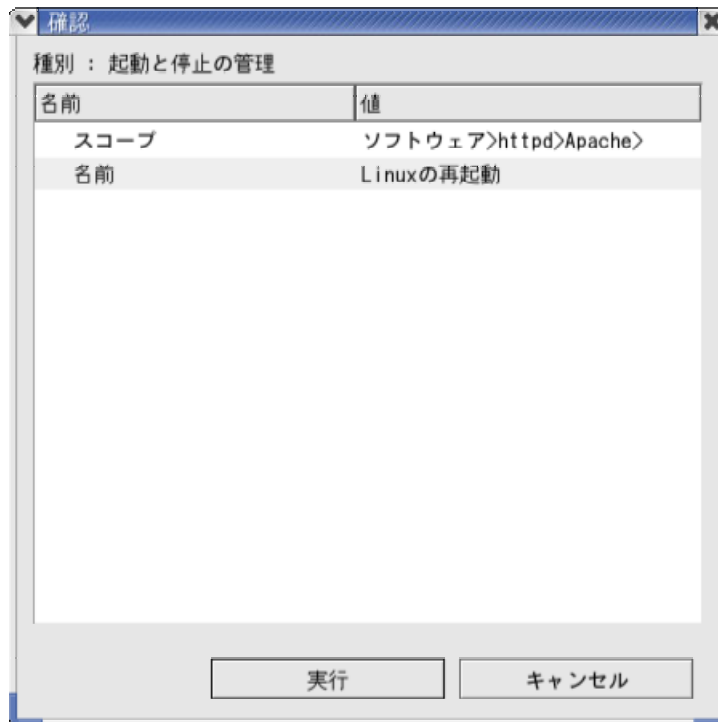 確認
種別 : 起動と停止の管理
名前 値
スコープ ソフトウェア>httpd>Apache>
名前 Linuxの再起動
実行 キャンセル